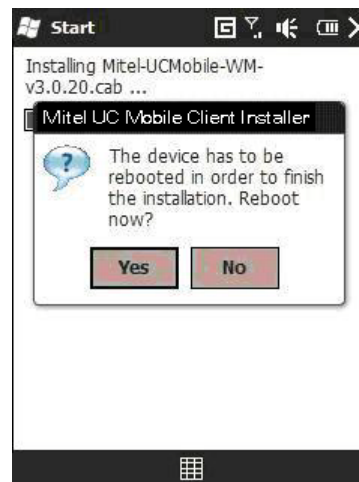 Start
Installing Mitel-UCMobile-WM-
v3.0.20.cab ...
Mitel UC Mobile Client Installer
The device has to be
rebooted in order to finish
the installation. Reboot
now?
Yes No